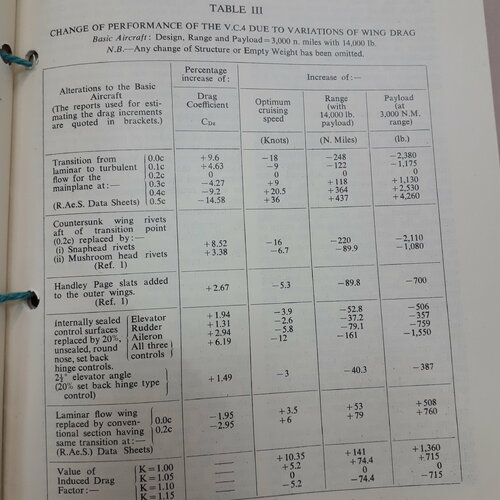 TABLE III
CHANGE OF PERFORMANCE OF THE V.C.4 DUE TO VARIATIONS OF WING DRAG
Basic Aircraft: Design, Range and Payload=3,000 n. miles with 14,000 lb.
N.B.—Any change of Structure or Empty Weight has been omitted.
Alterations to the Basic Aircraft (The reports used for estimating the drag increments are quoted in brackets.)
Percentage increase of: Increase of:—
Drag Coefficient C_De Optimum cruising speed Range (with 14,000 lb. payload) Payload (at 3,000 N.M. range)
(Knots) (N. Miles) (lb.)
Transition from 0.0c +9.6 −18 −248 −2,380
laminar to turbulent 0.1c +4.63 −9 −122 −1,175
flow for the 0.2c 0 0 0 0
mainplane at:— 0.3c −4.27 +9 +118 +1,130
0.4c −9.2 +20.5 +364 +2,530
(R.Ae.S. Data Sheets) 0.5c −14.58 +36 +437 +4,260
Countersunk wing rivets
aft of transition point
(0.2c) replaced by:—
(i) Snaphead rivets +8.52 −16 −220 −2,110
(ii) Mushroom head rivets +3.38 −6.7 −89.9 −1,080
(Ref. 1)
Handley Page slats added
to the outer wings. +2.67 −5.3 −89.8 −700
(Ref. 1)
internally sealed Elevator +1.94 −3.9 −52.8 −506
control surfaces Rudder +1.31 −2.6 −37.2 −357
replaced by 20%, Aileron +2.94 −5.8 −79.1 −759
unsealed, round All three +6.19 −12 −161 −1,550
nose, set back controls
hinge controls.
2½° elevator angle +1.49 −3 −40.3 −387
(20% set back hinge type
control)
Laminar flow wing
replaced by conven- 0.0c −1.95 +3.5 +53 +508
tional section having 0.2c −2.95 +6 +79 +760
same transition at:—
(R.Ae.S.) Data Sheets)
Value of K=1.00 — +10.35 +141 +1,360
Induced Drag K=1.05 — +5.2 +74.4 +715
Factor:— K=1.10 — 0 0 0
K=1.15 — −5.2 −74.4 −715